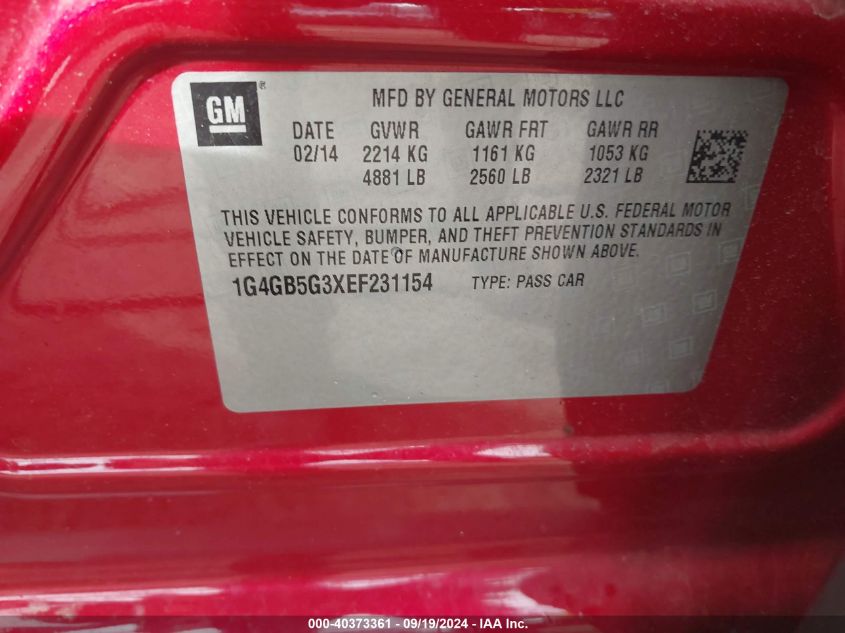 GM®
MFD BY GENERAL MOTORS LLC
DATE GVWR GAWR FRT GAWR RR
02/14 2214 KG 1161 KG 1053 KG
4881 LB 2560 LB 2321 LB
THIS VEHICLE CONFORMS TO ALL APPLICABLE U.S. FEDERAL MOTOR
VEHICLE SAFETY, BUMPER, AND THEFT PREVENTION STANDARDS IN
EFFECT ON THE DATE OF MANUFACTURE SHOWN ABOVE.
1G4GB5G3XEF231154 TYPE: PASS CAR
000-40373361 - 09/19/2024 - IAA Inc.